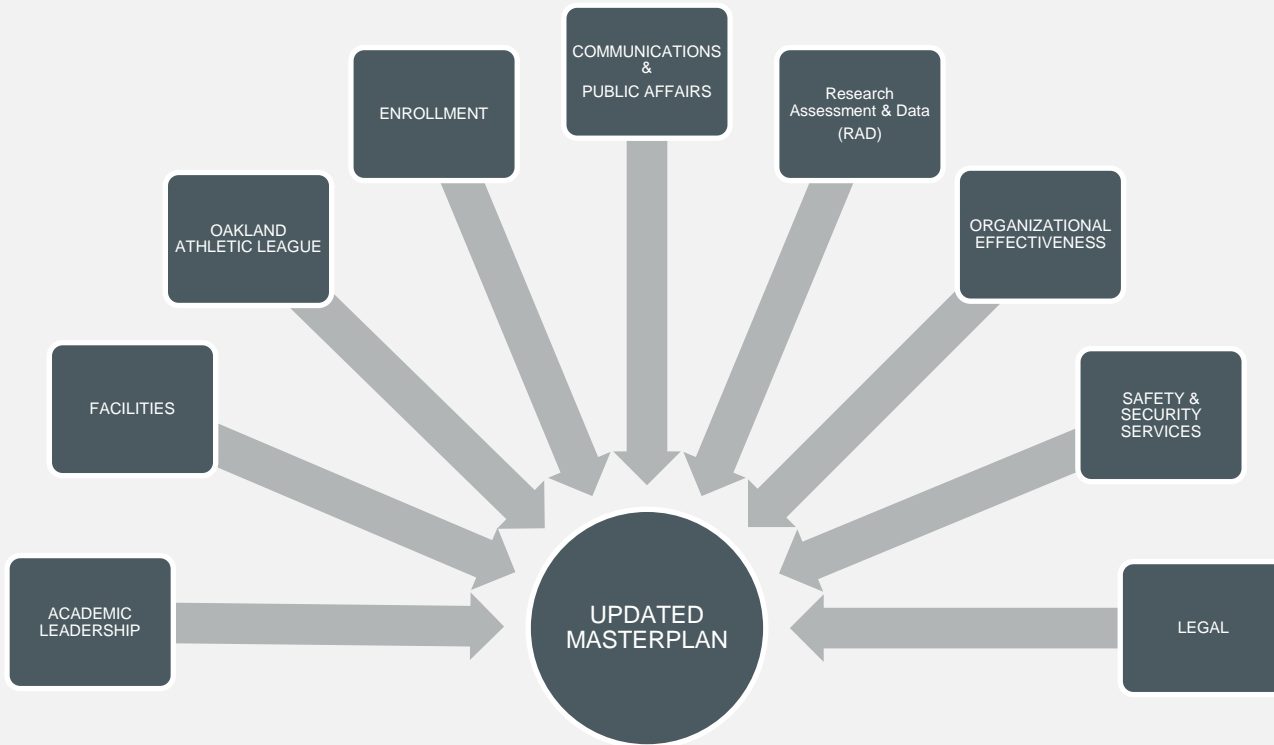 COMMUNICATIONS
&
PUBLIC AFFAIRS
ENROLLMENT
Research
Assessment & Data
(RAD)
OAKLAND
ATHLETIC LEAGUE
ORGANIZATIONAL
EFFECTIVENESS
FACILITIES
SAFETY &
SECURITY
SERVICES
ACADEMIC
LEADERSHIP
UPDATED
MASTERPLAN
LEGAL